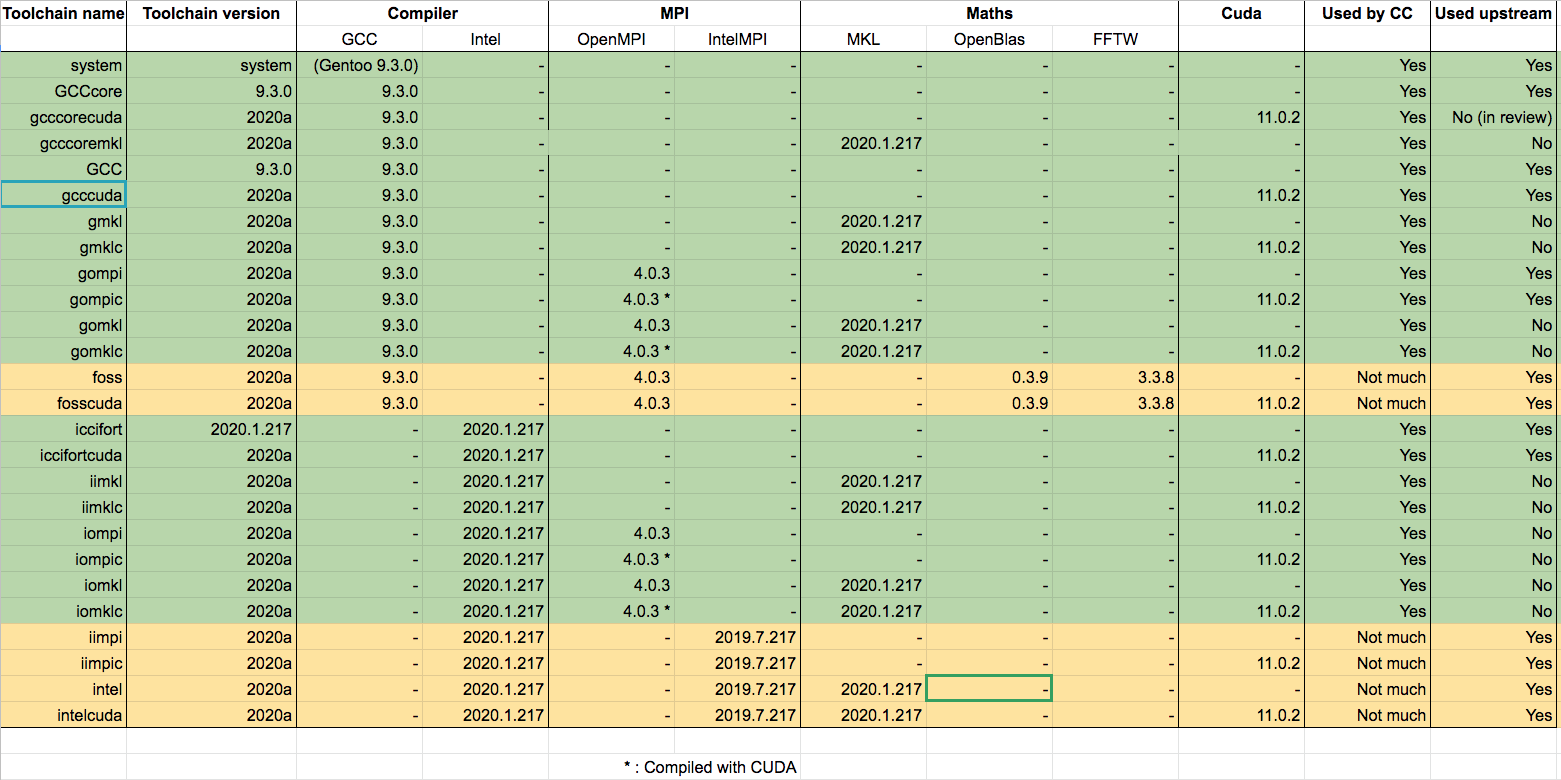 Toolchain name Toolchain version Compiler MPI Maths Cuda Used by CC Used upstream
GCC Intel OpenMPI IntelMPI MKL OpenBlas FFTW
system system (Gentoo 9.3.0) - - - - - - - Yes Yes
GCCcore 9.3.0 9.3.0 - - - - - - - Yes Yes
gcccorecuda 2020a 9.3.0 - - - - - - 11.0.2 Yes No (in review)
gcccoremkl 2020a 9.3.0 - - - 2020.1.217 - - - Yes No
GCC 9.3.0 9.3.0 - - - - - - - Yes Yes
gcccuda 2020a 9.3.0 - - - - - - 11.0.2 Yes Yes
gmkl 2020a 9.3.0 - - - 2020.1.217 - - - Yes No
gmklc 2020a 9.3.0 - - - 2020.1.217 - - 11.0.2 Yes No
gompi 2020a 9.3.0 - 4.0.3 - - - - - Yes Yes
gompic 2020a 9.3.0 - 4.0.3 * - - - - 11.0.2 Yes Yes
gomkl 2020a 9.3.0 - 4.0.3 - 2020.1.217 - - - Yes No
gomklc 2020a 9.3.0 - 4.0.3 * - 2020.1.217 - - 11.0.2 Yes No
foss 2020a 9.3.0 - 4.0.3 - - 0.3.9 3.3.8 - Not much Yes
fosscuda 2020a 9.3.0 - 4.0.3 - - 0.3.9 3.3.8 11.0.2 Not much Yes
iccifort 2020.1.217 - 2020.1.217 - - - - - - Yes Yes
iccifortcuda 2020a - 2020.1.217 - - - - - 11.0.2 Yes Yes
iimkl 2020a - 2020.1.217 - - 2020.1.217 - - - Yes No
iimklc 2020a - 2020.1.217 - - 2020.1.217 - - 11.0.2 Yes No
iompi 2020a - 2020.1.217 4.0.3 - - - - - Yes No
iompic 2020a - 2020.1.217 4.0.3 * - - - - 11.0.2 Yes No
iomkl 2020a - 2020.1.217 4.0.3 - 2020.1.217 - - - Yes No
iomklc 2020a - 2020.1.217 4.0.3 * - 2020.1.217 - - 11.0.2 Yes No
iimpi 2020a - 2020.1.217 - 2019.7.217 - - - - Not much Yes
iimpic 2020a - 2020.1.217 - 2019.7.217 - - - 11.0.2 Not much Yes
intel 2020a - 2020.1.217 - 2019.7.217 2020.1.217 - - - Not much Yes
intelcuda 2020a - 2020.1.217 - 2019.7.217 2020.1.217 - - 11.0.2 Not much Yes
* : Compiled with CUDA